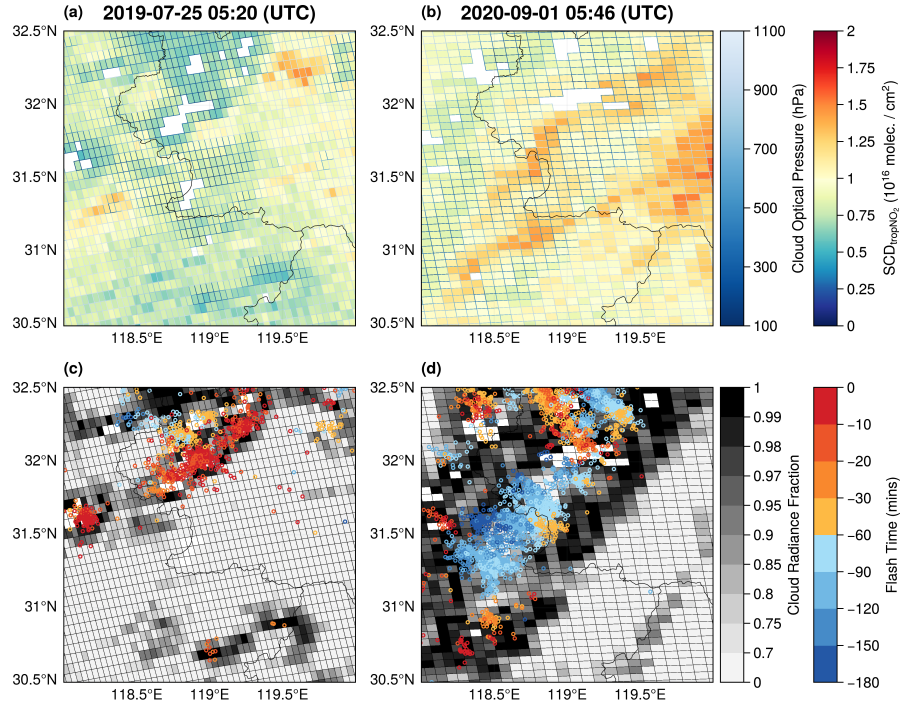 (a) 2019-07-25 05:20 (UTC)
(b) 2020-09-01 05:46 (UTC)
32.5°N
32°N
31.5°N
31°N
30.5°N
118.5°E 119°E 119.5°E
32.5°N
32°N
31.5°N
31°N
30.5°N
118.5°E 119°E 119.5°E
1100
900
700
500
300
100
Cloud Optical Pressure (hPa)
2
1.75
1.5
1.25
1
0.75
0.5
0.25
0
SCD_tropNO₂ (10¹⁶ molec. / cm²)
(c)
(d)
32.5°N
32°N
31.5°N
31°N
30.5°N
118.5°E 119°E 119.5°E
32.5°N
32°N
31.5°N
31°N
30.5°N
118.5°E 119°E 119.5°E
1
0.99
0.98
0.97
0.95
0.9
0.85
0.8
0.75
0.7
0
Cloud Radiance Fraction
0
−10
−20
−30
−60
−90
−120
−150
−180
Flash Time (mins)